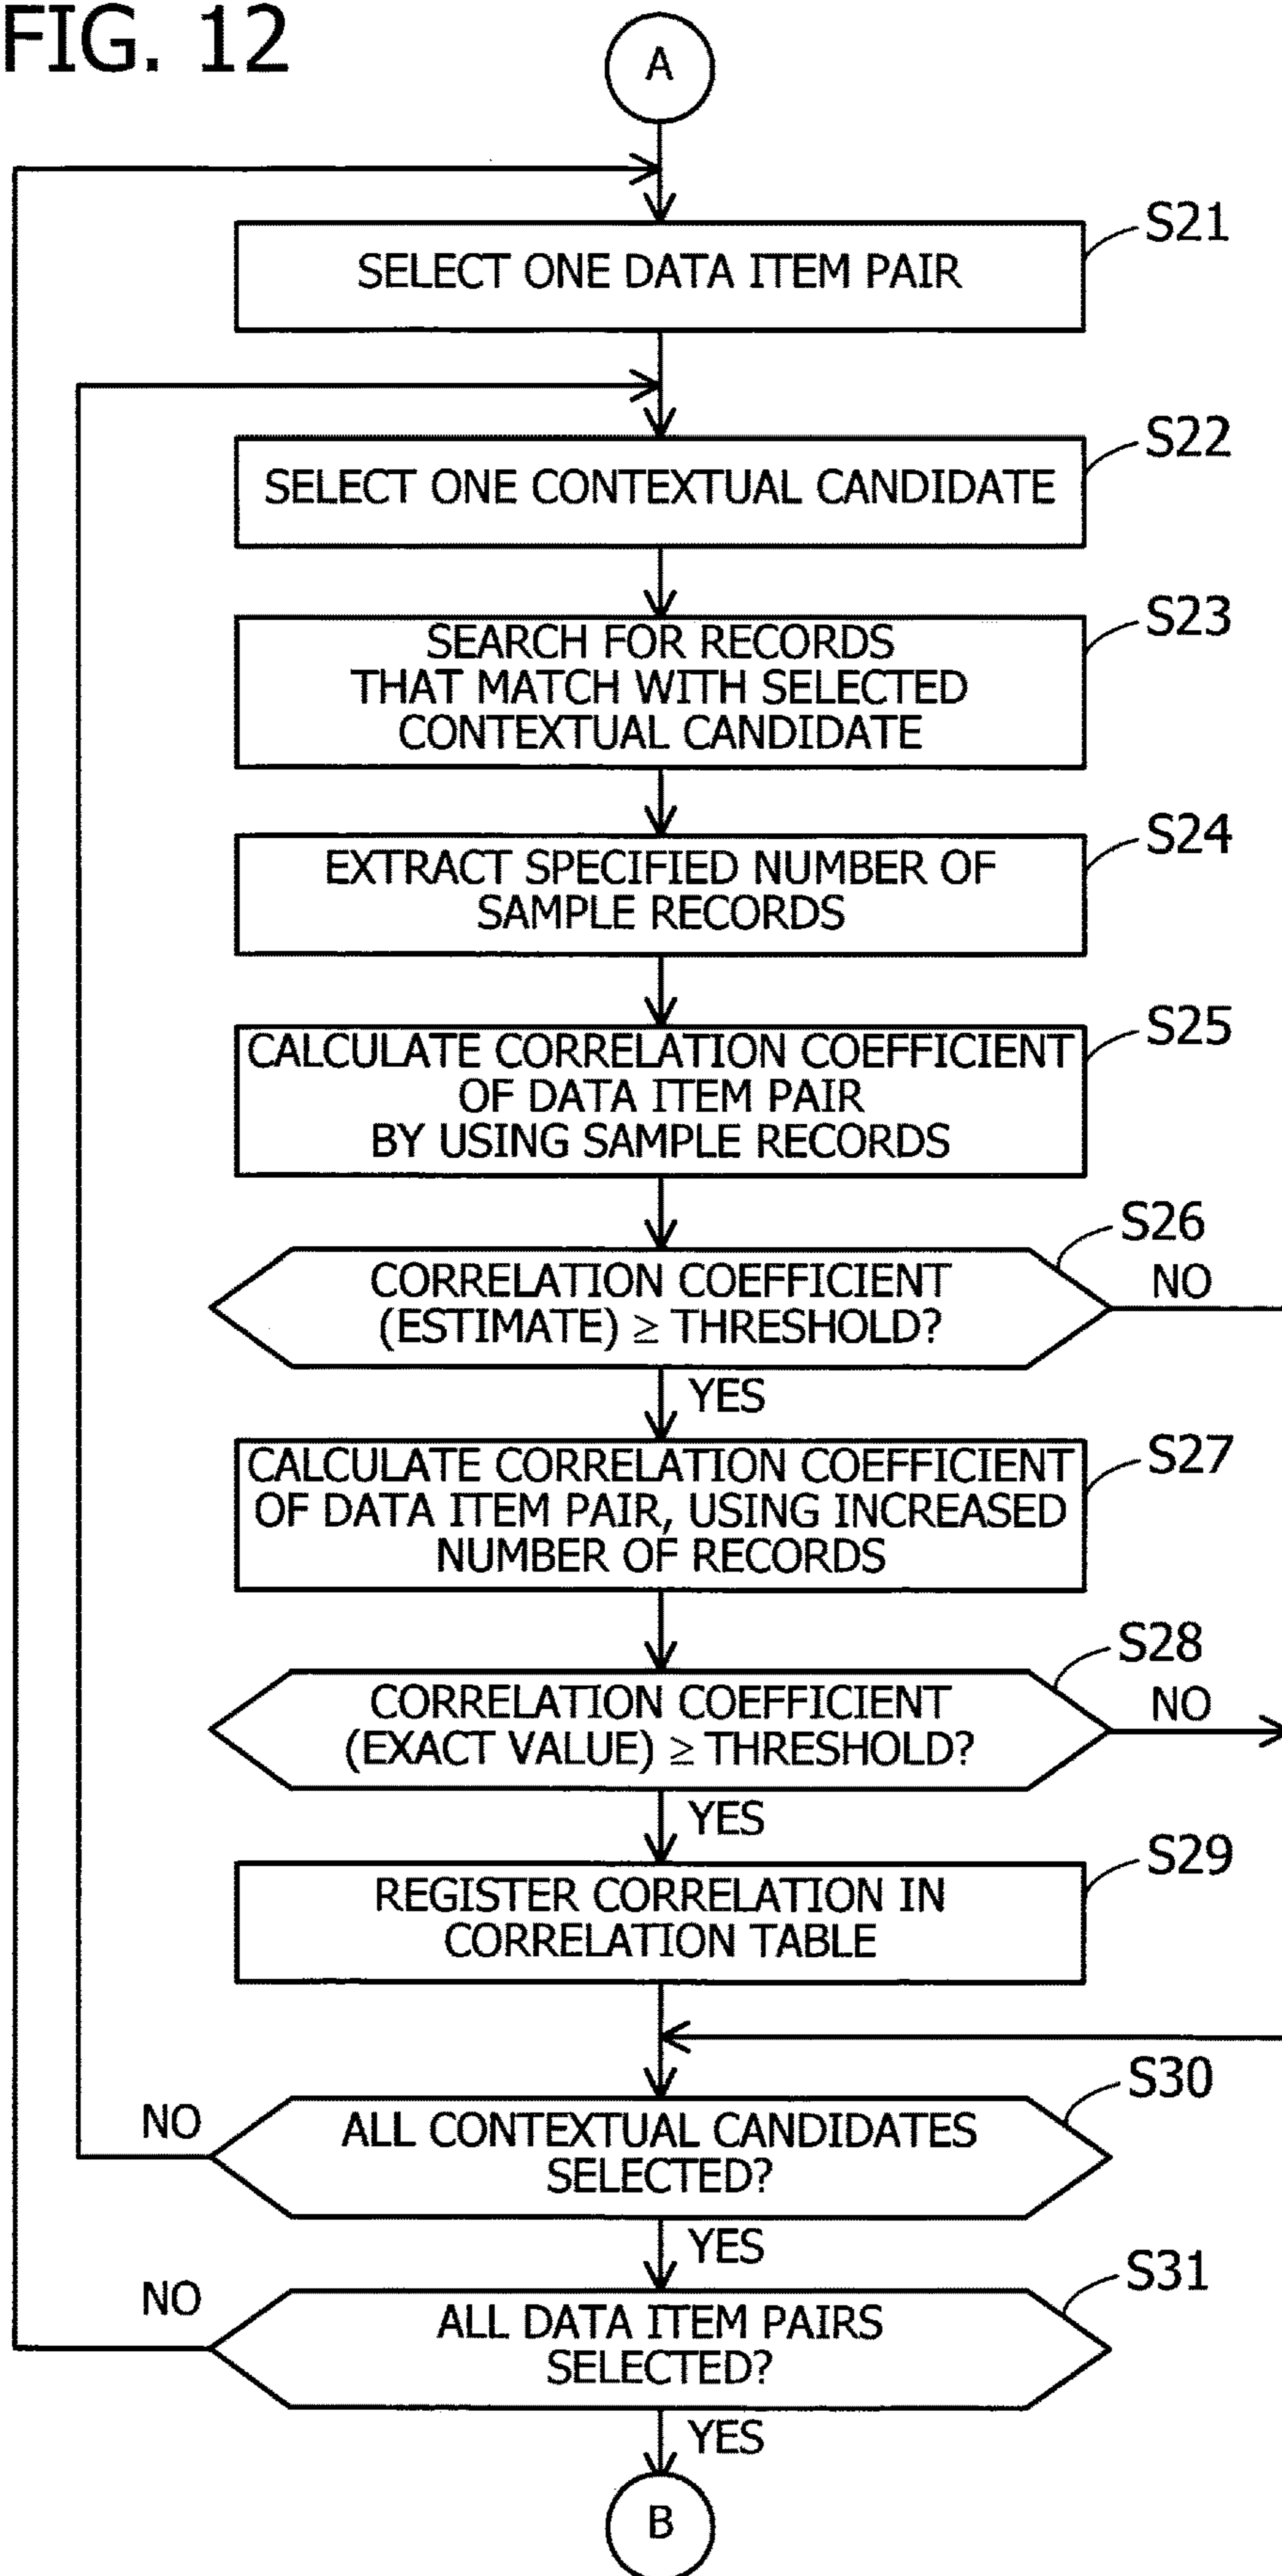 FIG. 12
A
S21
SELECT ONE DATA ITEM PAIR
S22
SELECT ONE CONTEXTUAL CANDIDATE
S23
SEARCH FOR RECORDS
THAT MATCH WITH SELECTED
CONTEXTUAL CANDIDATE
S24
EXTRACT SPECIFIED NUMBER OF
SAMPLE RECORDS
S25
CALCULATE CORRELATION COEFFICIENT
OF DATA ITEM PAIR
BY USING SAMPLE RECORDS
S26
CORRELATION COEFFICIENT
(ESTIMATE) ≥ THRESHOLD?
NO
YES
S27
CALCULATE CORRELATION COEFFICIENT
OF DATA ITEM PAIR, USING INCREASED
NUMBER OF RECORDS
S28
CORRELATION COEFFICIENT
(EXACT VALUE) ≥ THRESHOLD?
NO
YES
S29
REGISTER CORRELATION IN
CORRELATION TABLE
S30
NO
ALL CONTEXTUAL CANDIDATES
SELECTED?
YES
S31
NO
ALL DATA ITEM PAIRS
SELECTED?
YES
B